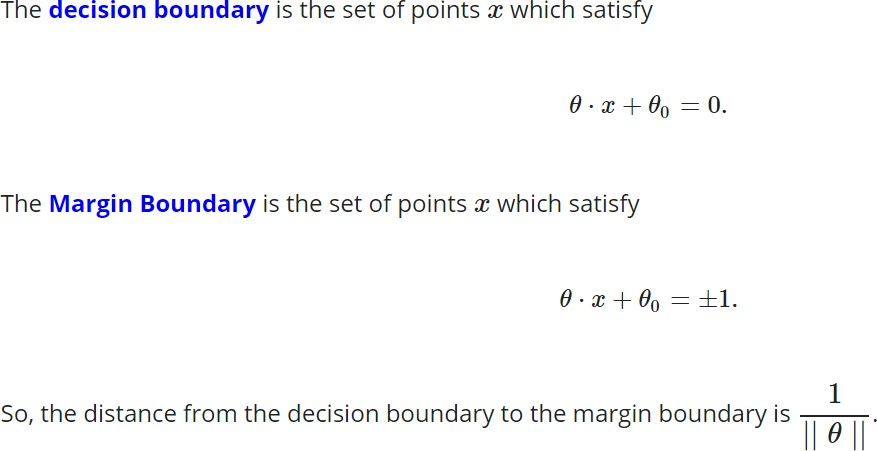 The decision boundary is the set of points x which satisfy
θ · x + θ₀ = 0.
The Margin Boundary is the set of points x which satisfy
θ · x + θ₀ = ±1.
So, the distance from the decision boundary to the margin boundary is 1 / || θ ||.